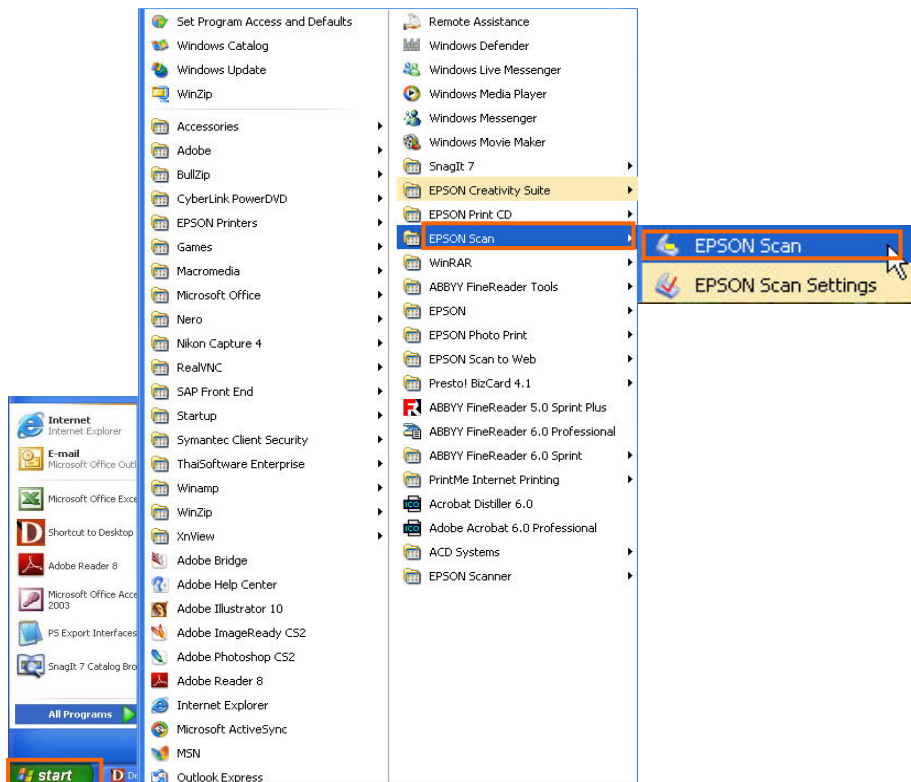 Set Program Access and Defaults
Windows Catalog
Windows Update
WinZip
Accessories
Adobe
BullZip
CyberLink PowerDVD
EPSON Printers
Games
Macromedia
Microsoft Office
Nero
Nikon Capture 4
RealVNC
SAP Front End
Startup
Symantec Client Security
ThaiSoftware Enterprise
Winamp
WinZip
XnView
Adobe Bridge
Adobe Help Center
Adobe Illustrator 10
Adobe ImageReady CS2
Adobe Photoshop CS2
Adobe Reader 8
Internet Explorer
Microsoft ActiveSync
MSN
Outlook Express
Remote Assistance
Windows Defender
Windows Live Messenger
Windows Media Player
Windows Messenger
Windows Movie Maker
SnagIt 7
EPSON Creativity Suite
EPSON Print CD
EPSON Scan
WinRAR
ABBYY FineReader Tools
EPSON
EPSON Photo Print
EPSON Scan to Web
Presto! BizCard 4.1
ABBYY FineReader 5.0 Sprint Plus
ABBYY FineReader 6.0 Professional
ABBYY FineReader 6.0 Sprint
PrintMe Internet Printing
Acrobat Distiller 6.0
Adobe Acrobat 6.0 Professional
ACD Systems
EPSON Scanner
EPSON Scan
EPSON Scan Settings
Internet
Internet Explorer
E-mail
Microsoft Office Outl
Microsoft Office Exce
Shortcut to Desktop
Adobe Reader 8
Microsoft Office Acce
2003
PS Export Interfaces
SnagIt 7 Catalog Bro
All Programs
start